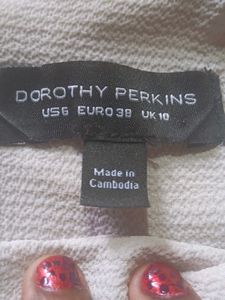 DOROTHY PERKINS
US6 EURO38 UK10
Made in
Cambodia